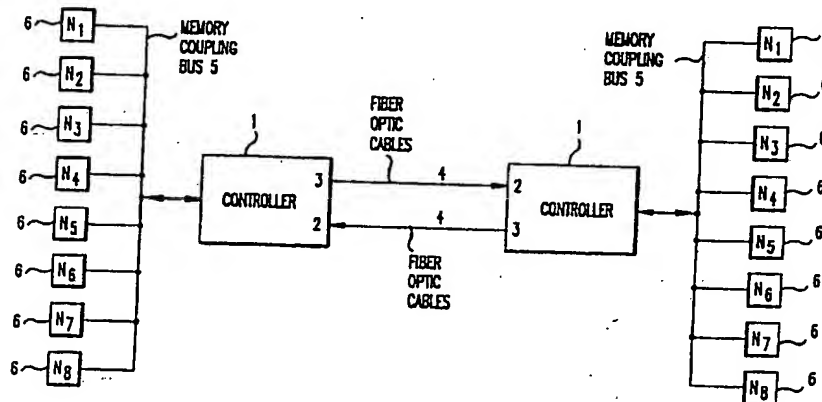 6 N1
MEMORY
COUPLING
BUS 5
6 N2
6 N3
6 N4
6 N5
6 N6
6 N7
6 N8
1
CONTROLLER
3
2
FIBER
OPTIC
CABLES
4
4
FIBER
OPTIC
CABLES
1
2
CONTROLLER
3
MEMORY
COUPLING
BUS 5
N1
N2 6
N3 6
N4 6
N5 6
N6 6
N7 6
N8 6